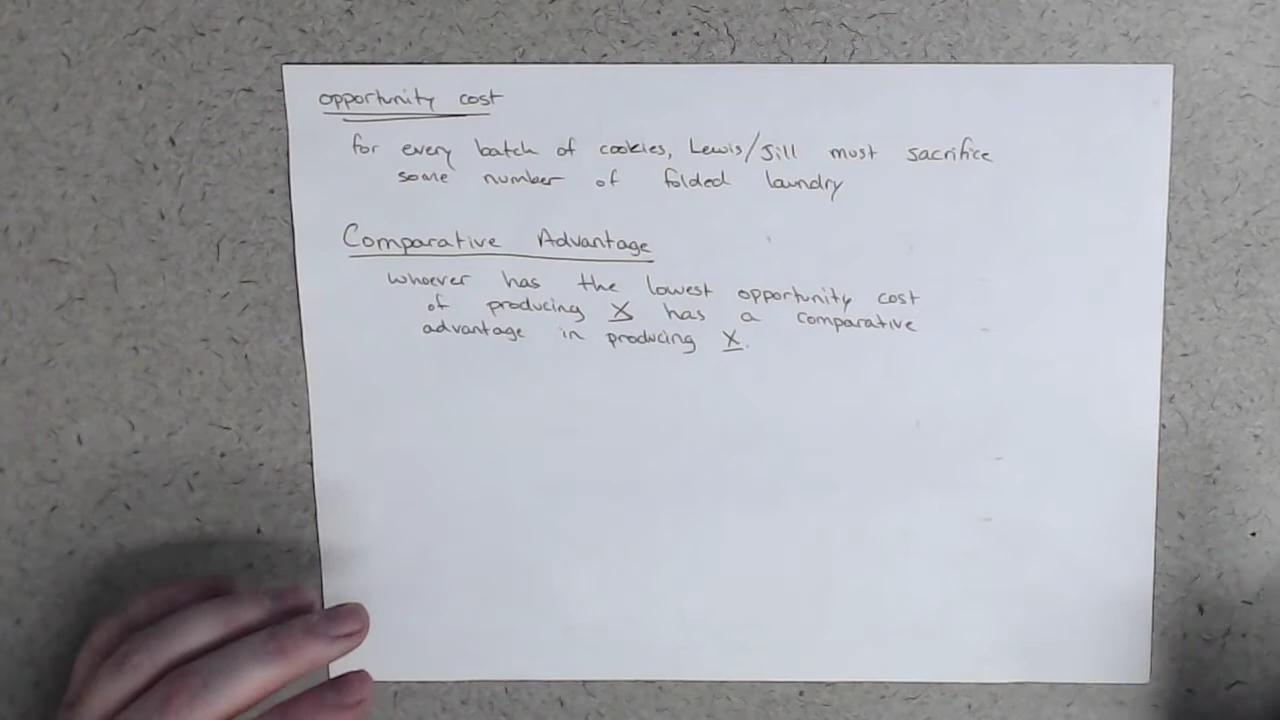 opportunity cost
for every batch of cookies, Lewis/Jill must sacrifice
some number of folded laundry
Comparative Advantage
whoever has the lowest opportunity cost
of producing X has a comparative
advantage in producing X.